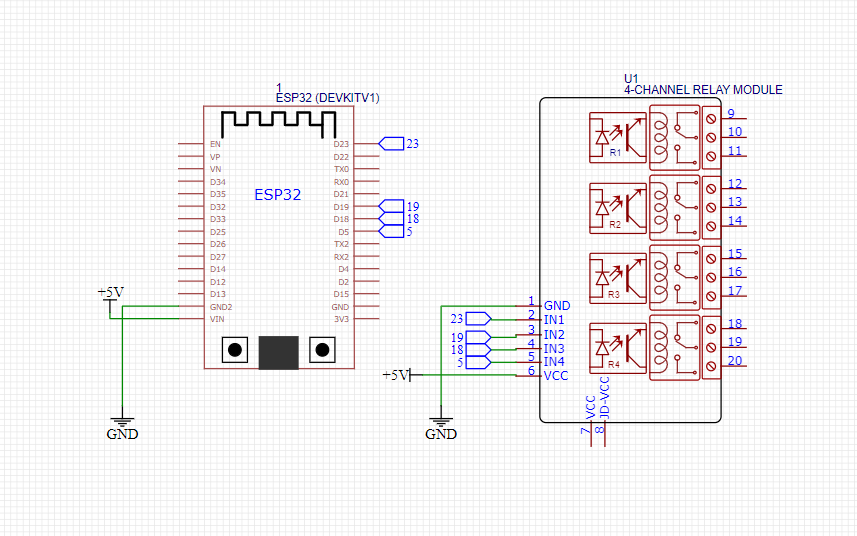 1
ESP32 (DEVKITV1)
EN
VP
VN
D34
D35
D32
D33
D25
D26
D27
D14
D12
D13
GND2
VIN
ESP32
D23
D22
TX0
RX0
D21
D19
D18
D5
TX2
RX2
D4
D2
D15
GND
3V3
23
19
18
5
+5V
GND
U1
4-CHANNEL RELAY MODULE
R1
R2
R3
R4
9
10
11
12
13
14
15
16
17
18
19
20
23
19
18
5
+5V
GND
1 GND
2 IN1
3 IN2
4 IN3
5 IN4
6 VCC
7 VCC
8 JD-VCC